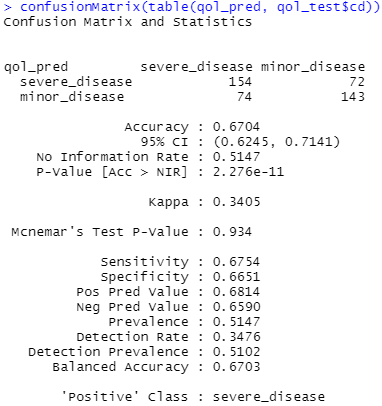 > confusionMatrix(table(qol_pred, qol_test$cd))
Confusion Matrix and Statistics
qol_pred severe_disease minor_disease
severe_disease 154 72
minor_disease 74 143
Accuracy : 0.6704
95% CI : (0.6245, 0.7141)
No Information Rate : 0.5147
P-Value [Acc > NIR] : 2.276e-11
Kappa : 0.3405
Mcnemar's Test P-Value : 0.934
Sensitivity : 0.6754
Specificity : 0.6651
Pos Pred Value : 0.6814
Neg Pred Value : 0.6590
Prevalence : 0.5147
Detection Rate : 0.3476
Detection Prevalence : 0.5102
Balanced Accuracy : 0.6703
'Positive' Class : severe_disease